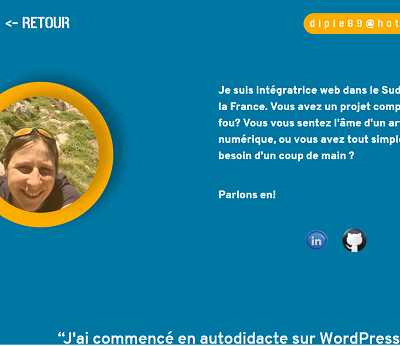 <- RETOUR
dipie89@hot
Je suis intégratrice web dans le Sud
la France. Vous avez un projet comp
fou? Vous vous sentez l'âme d'un ar
numérique, ou vous avez tout simple
besoin d'un coup de main ?
Parlons en!
in
“J'ai commencé en autodidacte sur WordPress